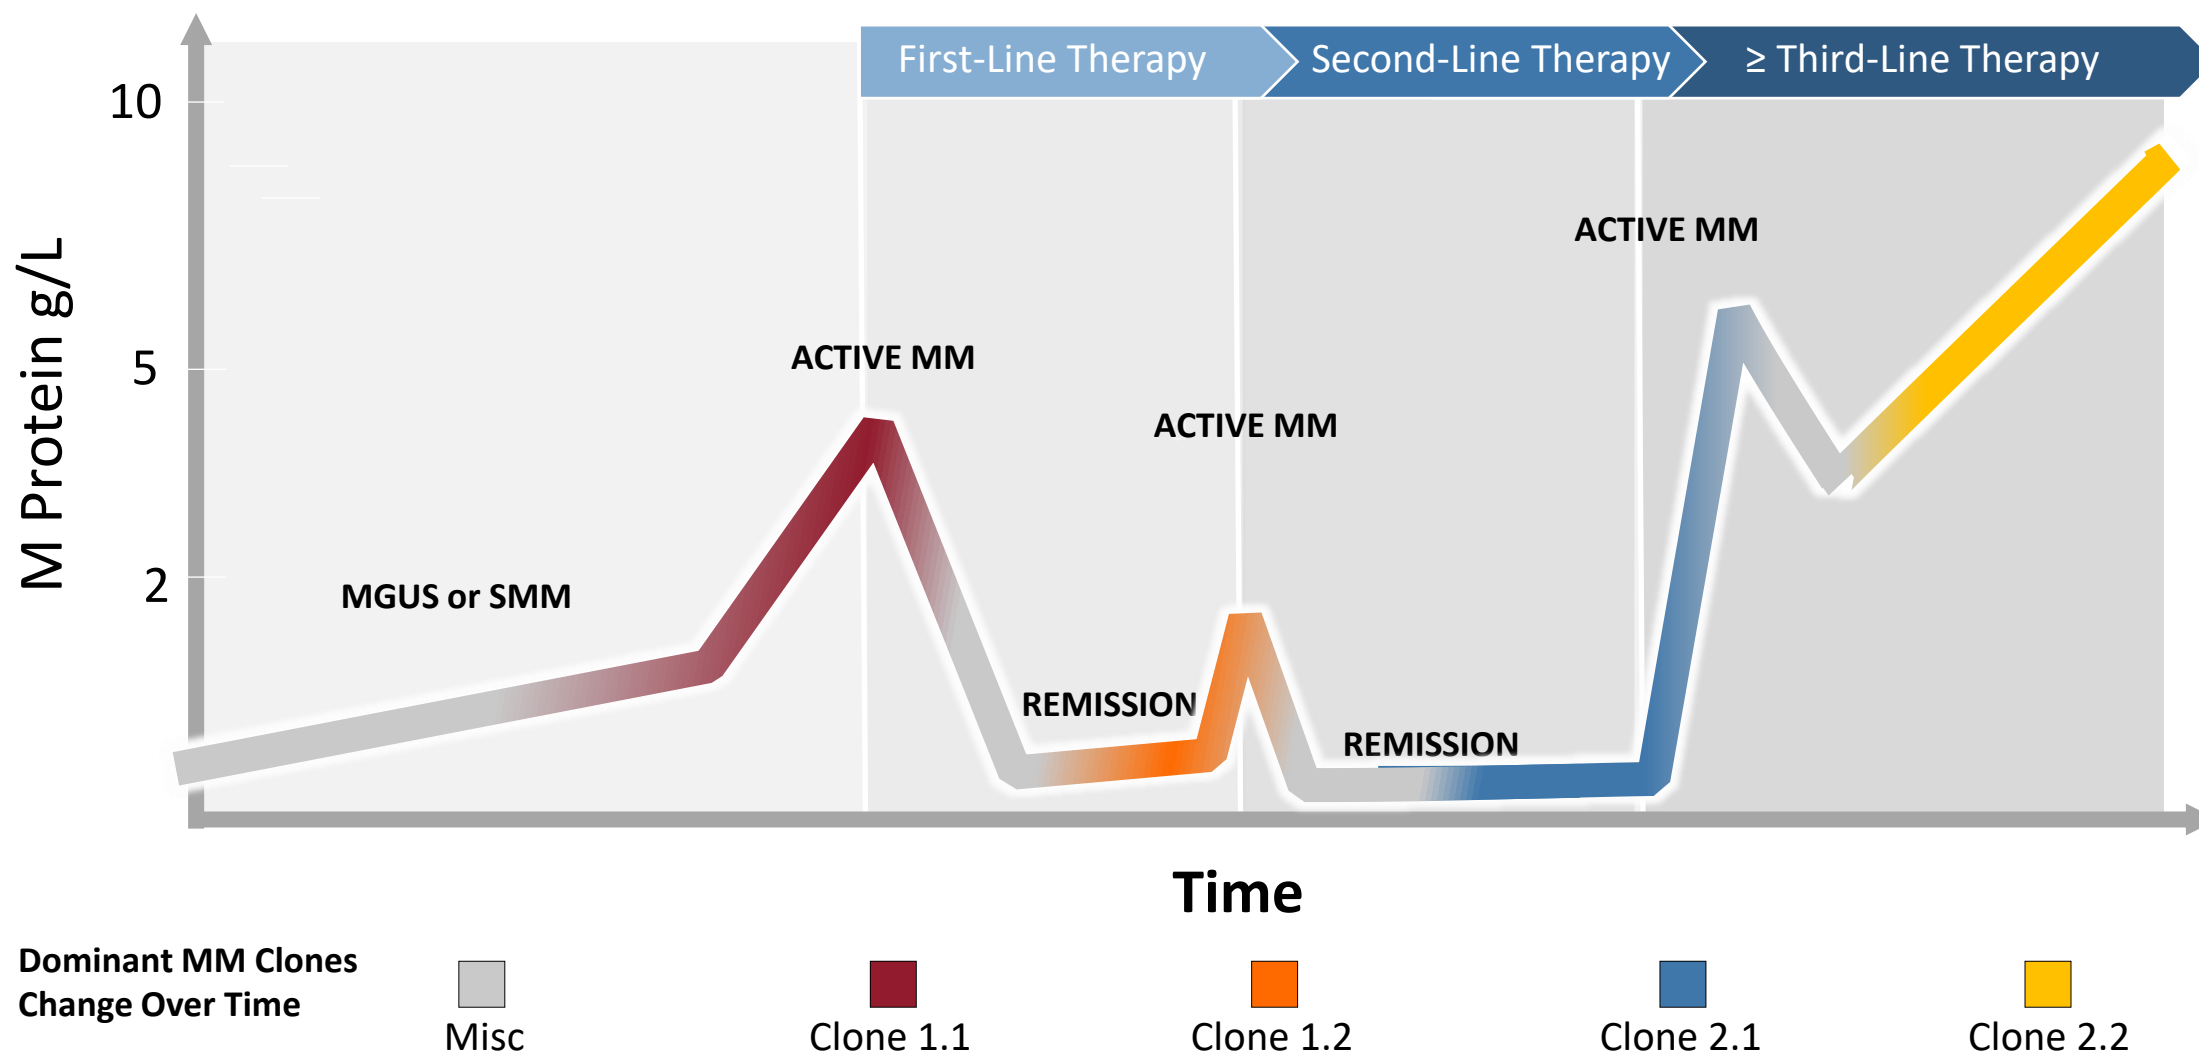 First-Line Therapy
Second-Line Therapy
≥ Third-Line Therapy
10
5
2
M Protein g/L
MGUS or SMM
ACTIVE MM
REMISSION
ACTIVE MM
REMISSION
ACTIVE MM
Time
Dominant MM Clones
Change Over Time
Misc
Clone 1.1
Clone 1.2
Clone 2.1
Clone 2.2